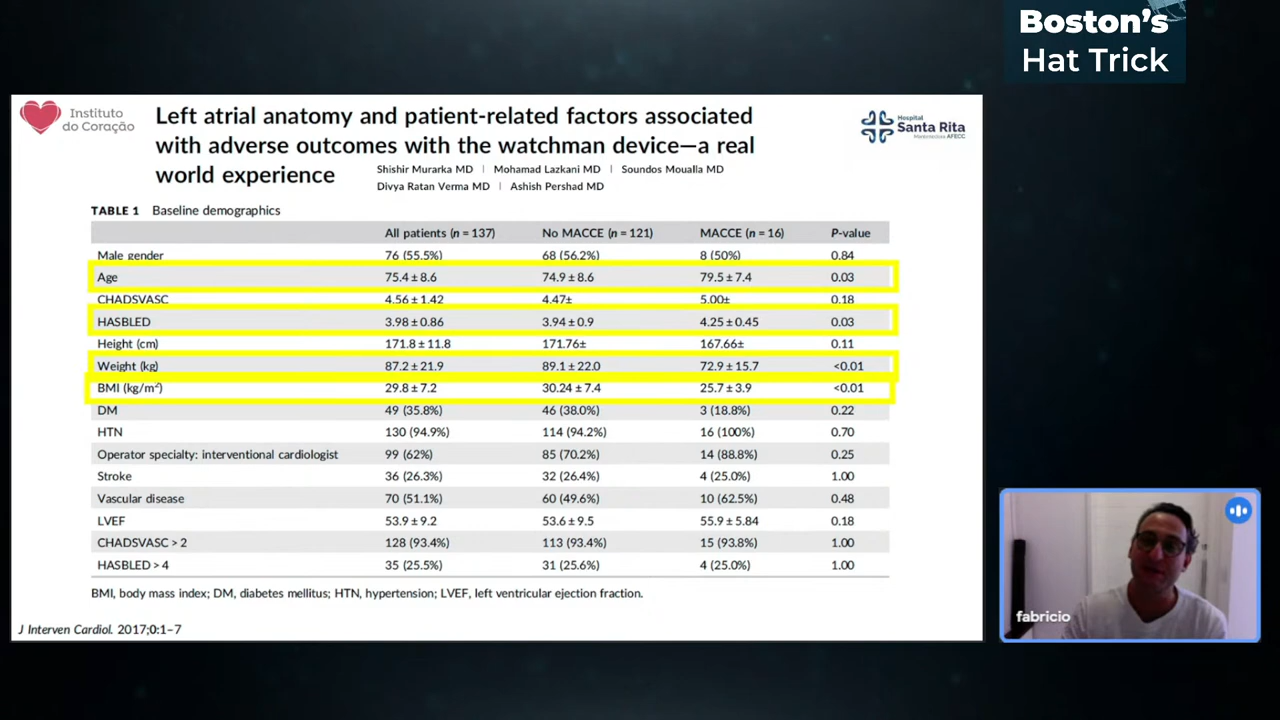 Boston's
Hat Trick
Instituto
do Coração
Left atrial anatomy and patient-related factors associated
with adverse outcomes with the watchman device—a real
world experience
Shishir Murarka MD | Mohamad Lazkani MD | Soundos Moualla MD
Divya Ratan Verma MD | Ashish Pershad MD
Hospital
Santa Rita
TABLE 1 Baseline demographics
All patients (n = 137) No MACCE (n = 121) MACCE (n = 16) P-value
Male gender 76 (55.5%) 68 (56.2%) 8 (50%) 0.84
Age 75.4 ± 8.6 74.9 ± 8.6 79.5 ± 7.4 0.03
CHADSVASC 4.56 ± 1.42 4.47± 5.00± 0.18
HASBLED 3.98 ± 0.86 3.94 ± 0.9 4.25 ± 0.45 0.03
Height (cm) 171.8 ± 11.8 171.76± 167.66± 0.11
Weight (kg) 87.2 ± 21.9 89.1 ± 22.0 72.9 ± 15.7 <0.01
BMI (kg/m²) 29.8 ± 7.2 30.24 ± 7.4 25.7 ± 3.9 <0.01
DM 49 (35.8%) 46 (38.0%) 3 (18.8%) 0.22
HTN 130 (94.9%) 114 (94.2%) 16 (100%) 0.70
Operator specialty: interventional cardiologist 99 (62%) 85 (70.2%) 14 (88.8%) 0.25
Stroke 36 (26.3%) 32 (26.4%) 4 (25.0%) 1.00
Vascular disease 70 (51.1%) 60 (49.6%) 10 (62.5%) 0.48
LVEF 53.9 ± 9.2 53.6 ± 9.5 55.9 ± 5.84 0.18
CHADSVASC > 2 128 (93.4%) 113 (93.4%) 15 (93.8%) 1.00
HASBLED > 4 35 (25.5%) 31 (25.6%) 4 (25.0%) 1.00
BMI, body mass index; DM, diabetes mellitus; HTN, hypertension; LVEF, left ventricular ejection fraction.
J Interven Cardiol. 2017;0:1–7
fabricio